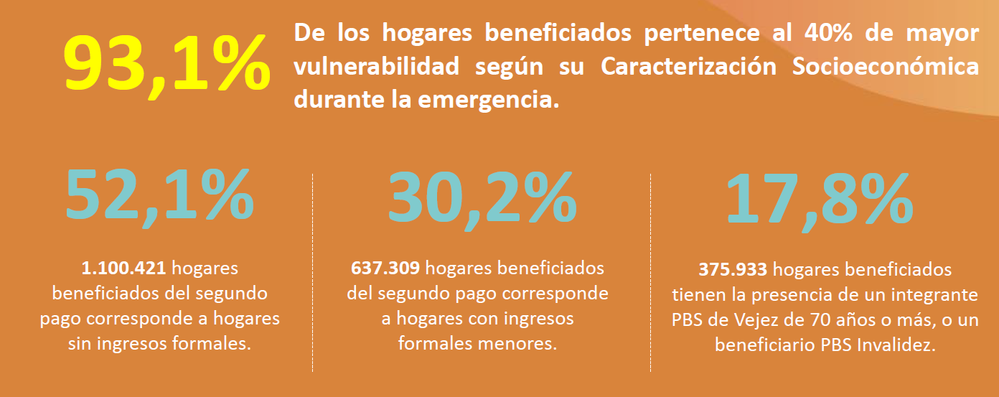 93,1%
De los hogares beneficiados pertenece al 40% de mayor
vulnerabilidad según su Caracterización Socioeconómica
durante la emergencia.
52,1%
1.100.421 hogares
beneficiados del segundo
pago corresponde a hogares
sin ingresos formales.
30,2%
637.309 hogares beneficiados
del segundo pago corresponde
a hogares con ingresos
formales menores.
17,8%
375.933 hogares beneficiados
tienen la presencia de un integrante
PBS de Vejez de 70 años o más, o un
beneficiario PBS Invalidez.